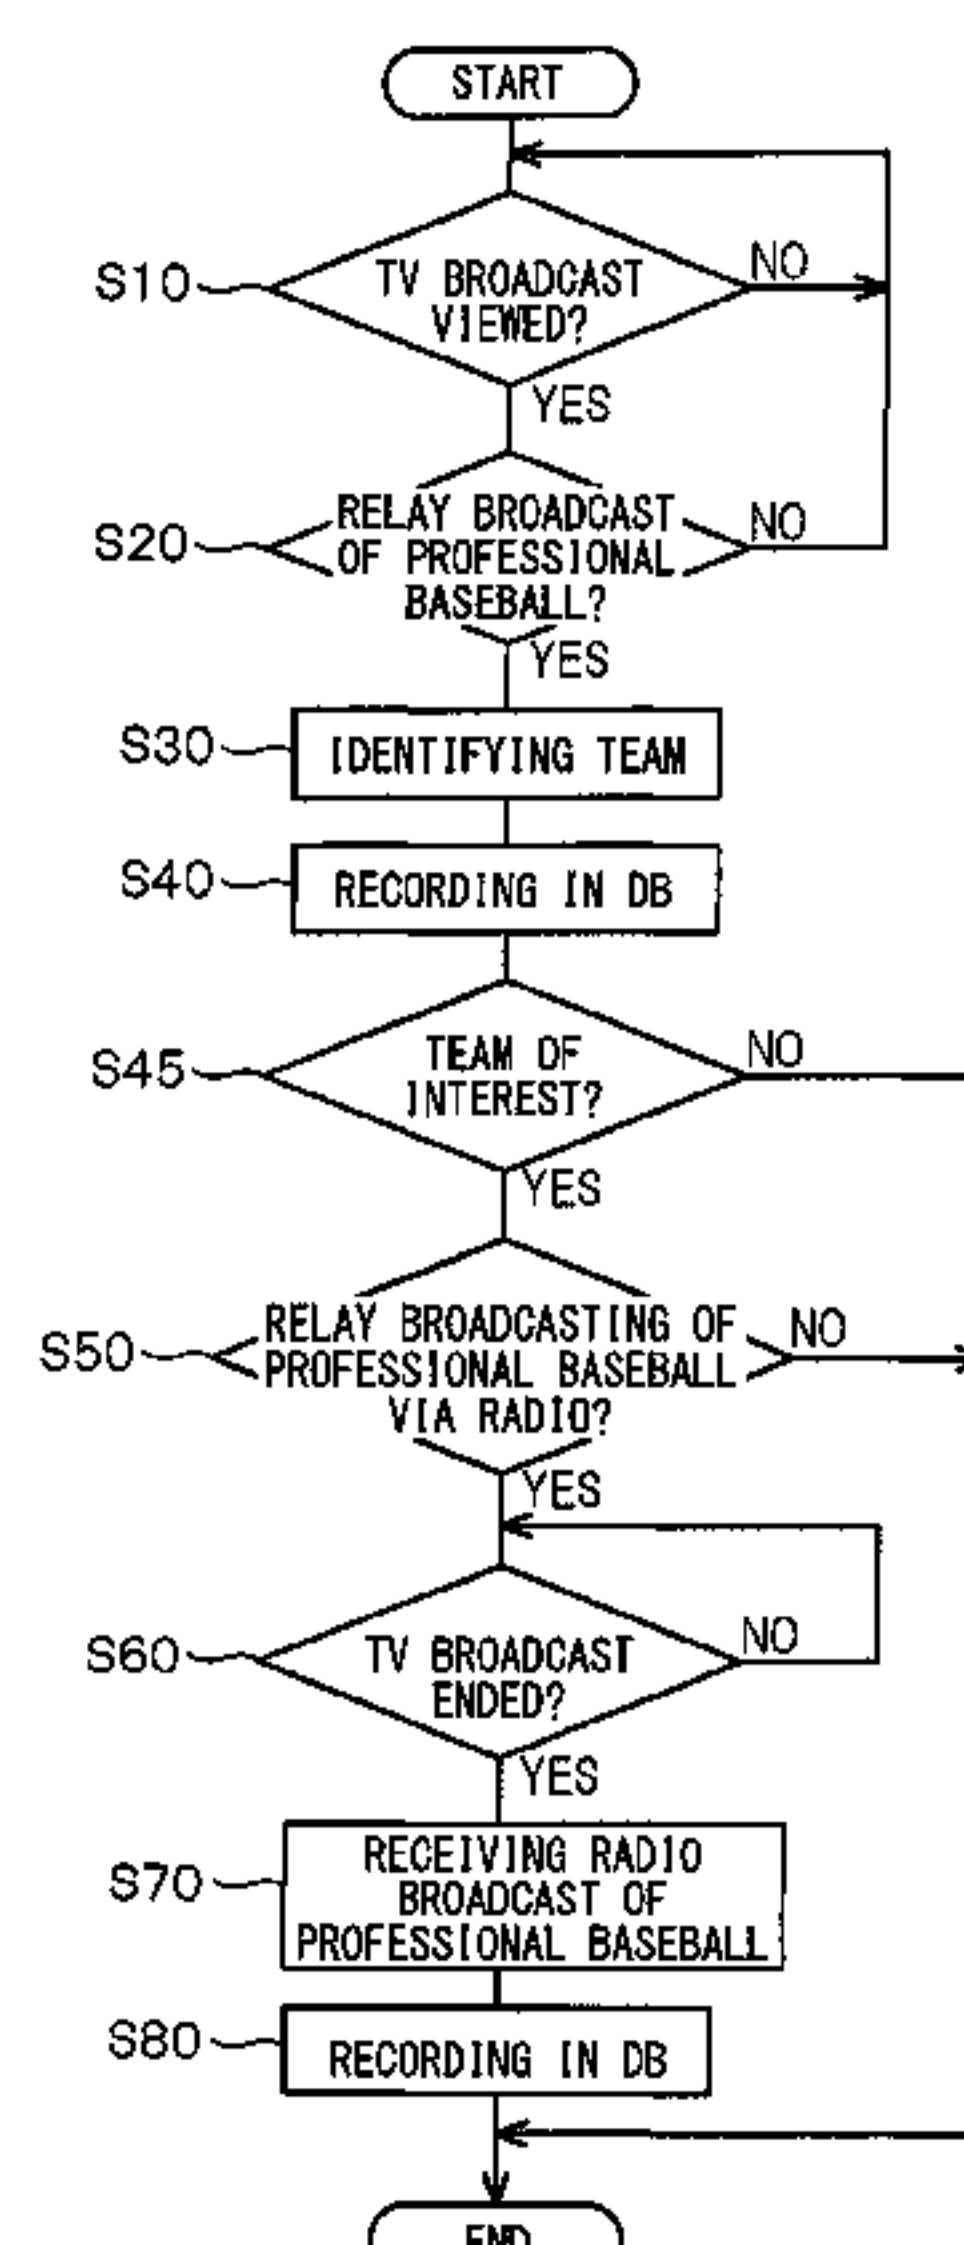 START
S10
TV BROADCAST
VIEWED?
NO
YES
S20
RELAY BROADCAST
OF PROFESSIONAL
BASEBALL?
NO
YES
S30
IDENTIFYING TEAM
S40
RECORDING IN DB
S45
TEAM OF
INTEREST?
NO
YES
S50
RELAY BROADCASTING OF
PROFESSIONAL BASEBALL
VIA RADIO?
NO
YES
S60
TV BROADCAST
ENDED?
NO
YES
S70
RECEIVING RADIO
BROADCAST OF
PROFESSIONAL BASEBALL
S80
RECORDING IN DB
END